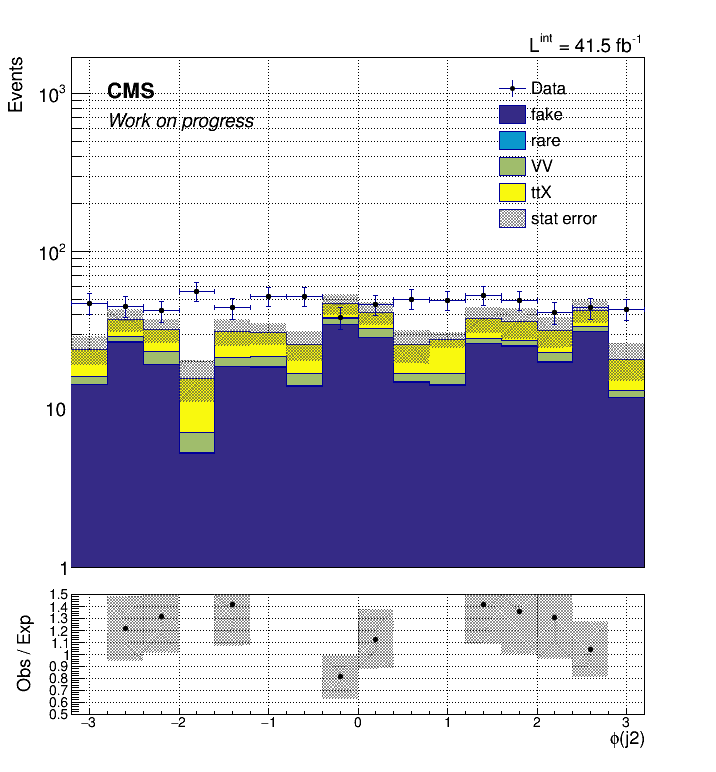 L^int = 41.5 fb^-1
Events
10^3
10^2
10
1
CMS
Work on progress
Data
fake
rare
VV
ttX
stat error
Obs / Exp
1.5
1.4
1.3
1.2
1.1
1
0.9
0.8
0.7
0.6
0.5
−3 −2 −1 0 1 2 3
ϕ(j2)